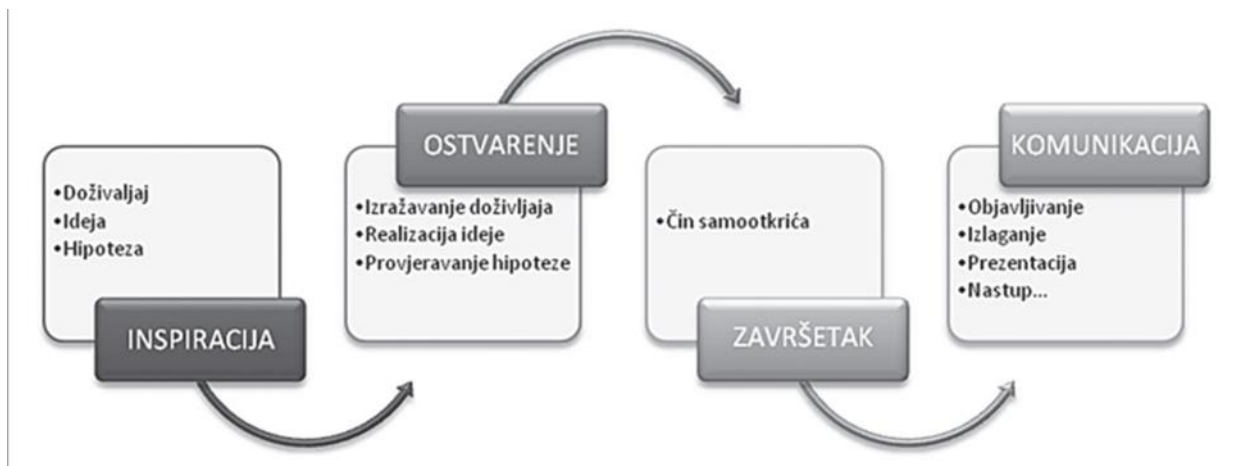 •Doživaljaj
•Ideja
•Hipoteza
INSPIRACIJA
OSTVARENJE
•Izražavanje doživljaja
•Realizacija ideje
•Provjeravanje hipoteze
•Čin samootkrića
ZAVRŠETAK
KOMUNIKACIJA
•Objavljivanje
•Izlaganje
•Prezentacija
•Nastup...